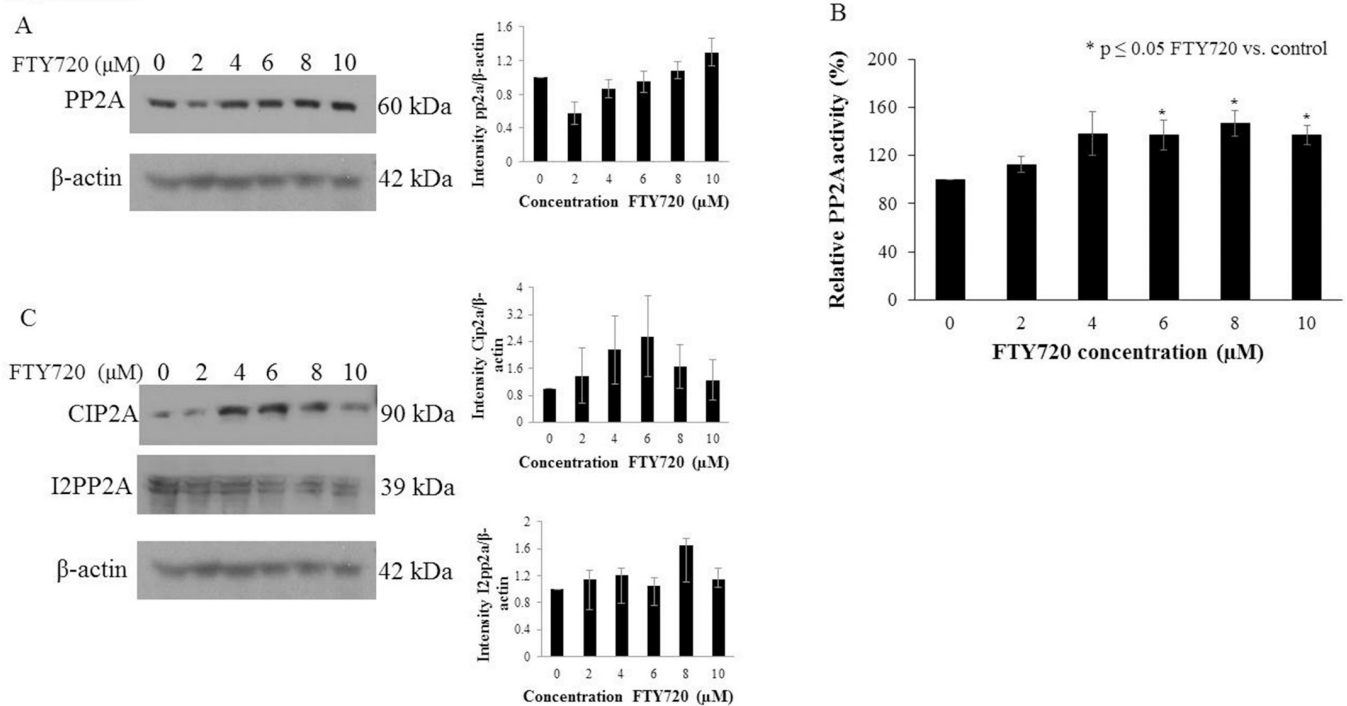 A
FTY720 (μM) 0 2 4 6 8 10
PP2A 60 kDa
β-actin 42 kDa
Intensity pp2a/β-actin
1.6
1.2
0.8
0.4
0
0 2 4 6 8 10
Concentration FTY720 (μM)
B
* p ≤ 0.05 FTY720 vs. control
Relative PP2A activity (%)
200
160
120
80
40
0
* * *
0 2 4 6 8 10
FTY720 concentration (μM)
C
FTY720 (μM) 0 2 4 6 8 10
CIP2A 90 kDa
I2PP2A 39 kDa
β-actin 42 kDa
Intensity Cip2a/β-
actin
4
3.2
2.4
1.6
0.8
0
0 2 4 6 8 10
Concentration FTY720 (μM)
Intensity I2pp2a/β-
actin
2
1.6
1.2
0.8
0.4
0
0 2 4 6 8 10
Concentration FTY720 (μM)